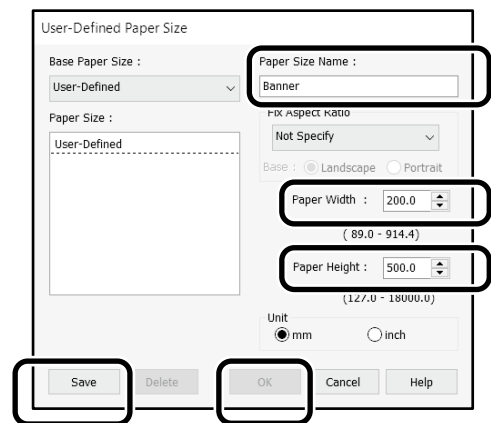 User-Defined Paper Size
Base Paper Size :
User-Defined
Paper Size Name :
Banner
Paper Size :
User-Defined
Fix Aspect Ratio
Not Specify
Base : Landscape Portrait
Paper Width : 200.0
( 89.0 - 914.4)
Paper Height : 500.0
(127.0 - 18000.0)
Unit
mm inch
Save Delete OK Cancel Help